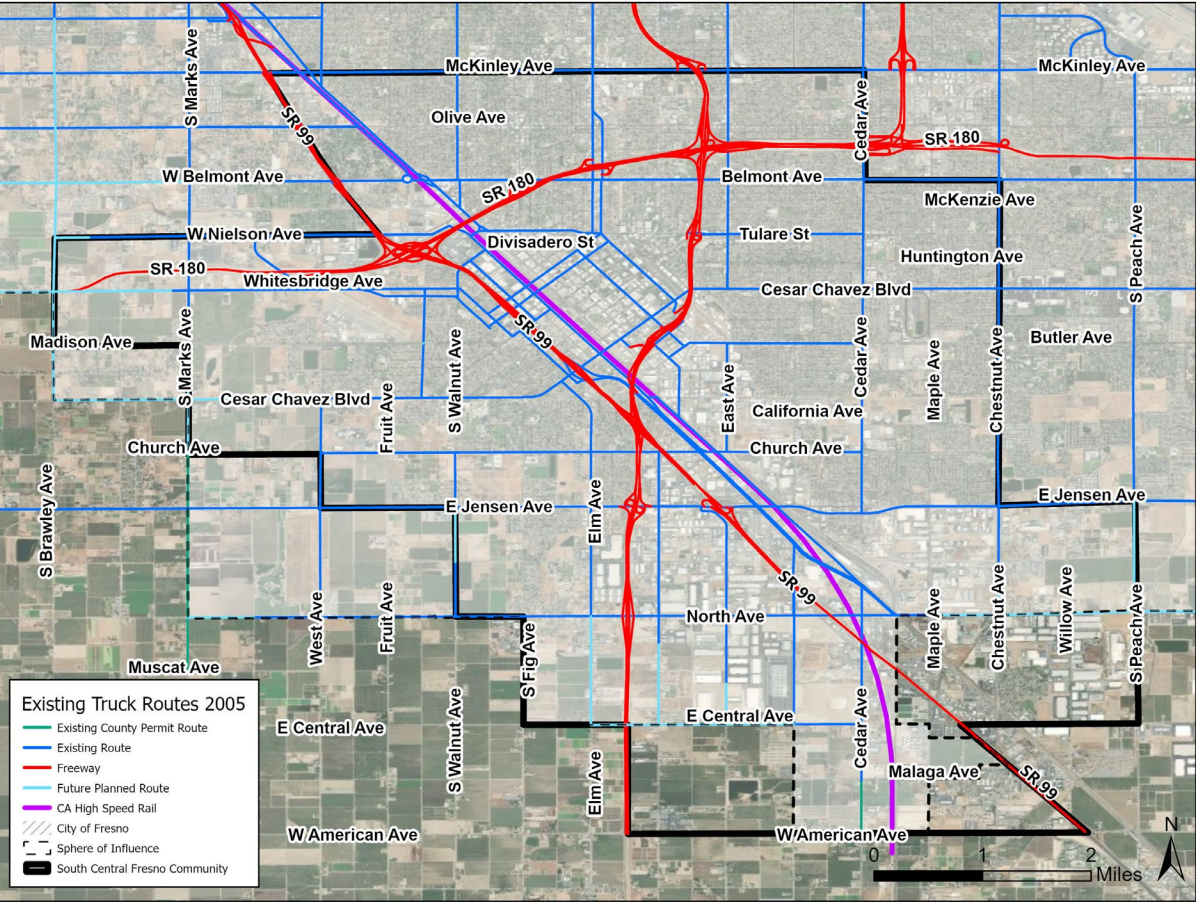 S Marks Ave
McKinley Ave
McKinley Ave
SR 99
Olive Ave
Cedar Ave
SR 180
W Belmont Ave
SR 180
Belmont Ave
McKenzie Ave
W Nielson Ave
Divisadero St
Tulare St
S Peach Ave
SR 180
Whitesbridge Ave
Huntington Ave
Cesar Chavez Blvd
Madison Ave
S Marks Ave
SR 99
S Walnut Ave
Cedar Ave
Maple Ave
Chestnut Ave
Butler Ave
Cesar Chavez Blvd
Fruit Ave
East Ave
California Ave
Church Ave
Church Ave
S Brawley Ave
E Jensen Ave
Elm Ave
E Jensen Ave
SR 99
West Ave
Fruit Ave
North Ave
Maple Ave
Chestnut Ave
Willow Ave
S Peach Ave
Muscat Ave
S Fig Ave
S Walnut Ave
E Central Ave
E Central Ave
Cedar Ave
Elm Ave
Malaga Ave
SR 99
W American Ave
W American Ave
Existing Truck Routes 2005
Existing County Permit Route
Existing Route
Freeway
Future Planned Route
CA High Speed Rail
City of Fresno
Sphere of Influence
South Central Fresno Community
N
0 1 2
Miles